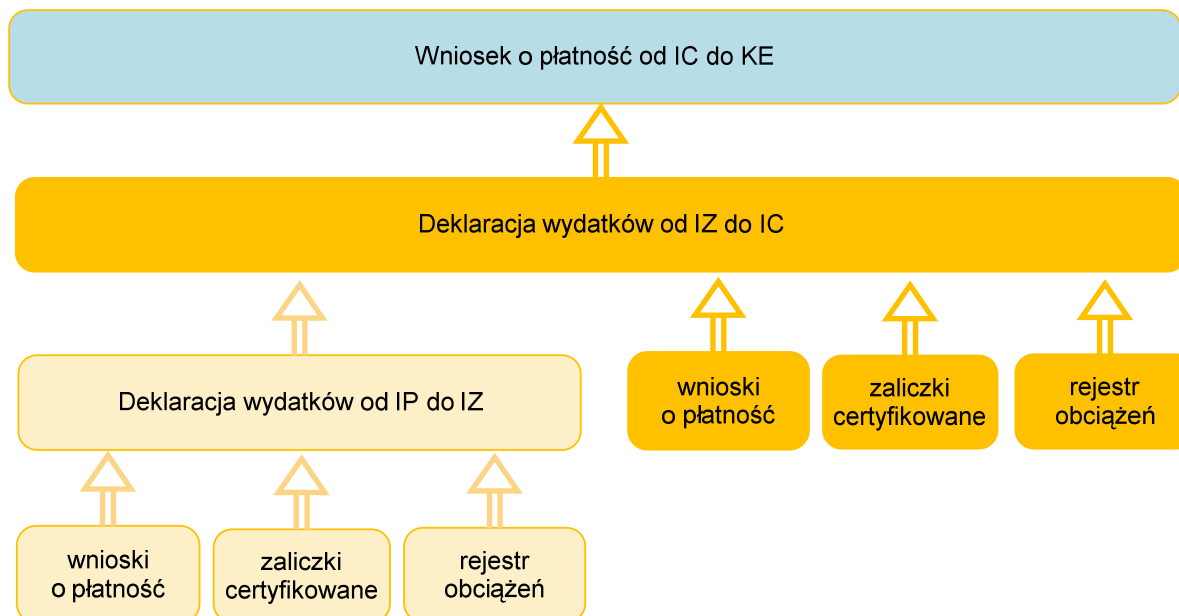 Wniosek o płatność od IC do KE
Deklaracja wydatków od IZ do IC
Deklaracja wydatków od IP do IZ
wnioski
o płatność
zaliczki
certyfikowane
rejestr
obciążeń
wnioski
o płatność
zaliczki
certyfikowane
rejestr
obciążeń